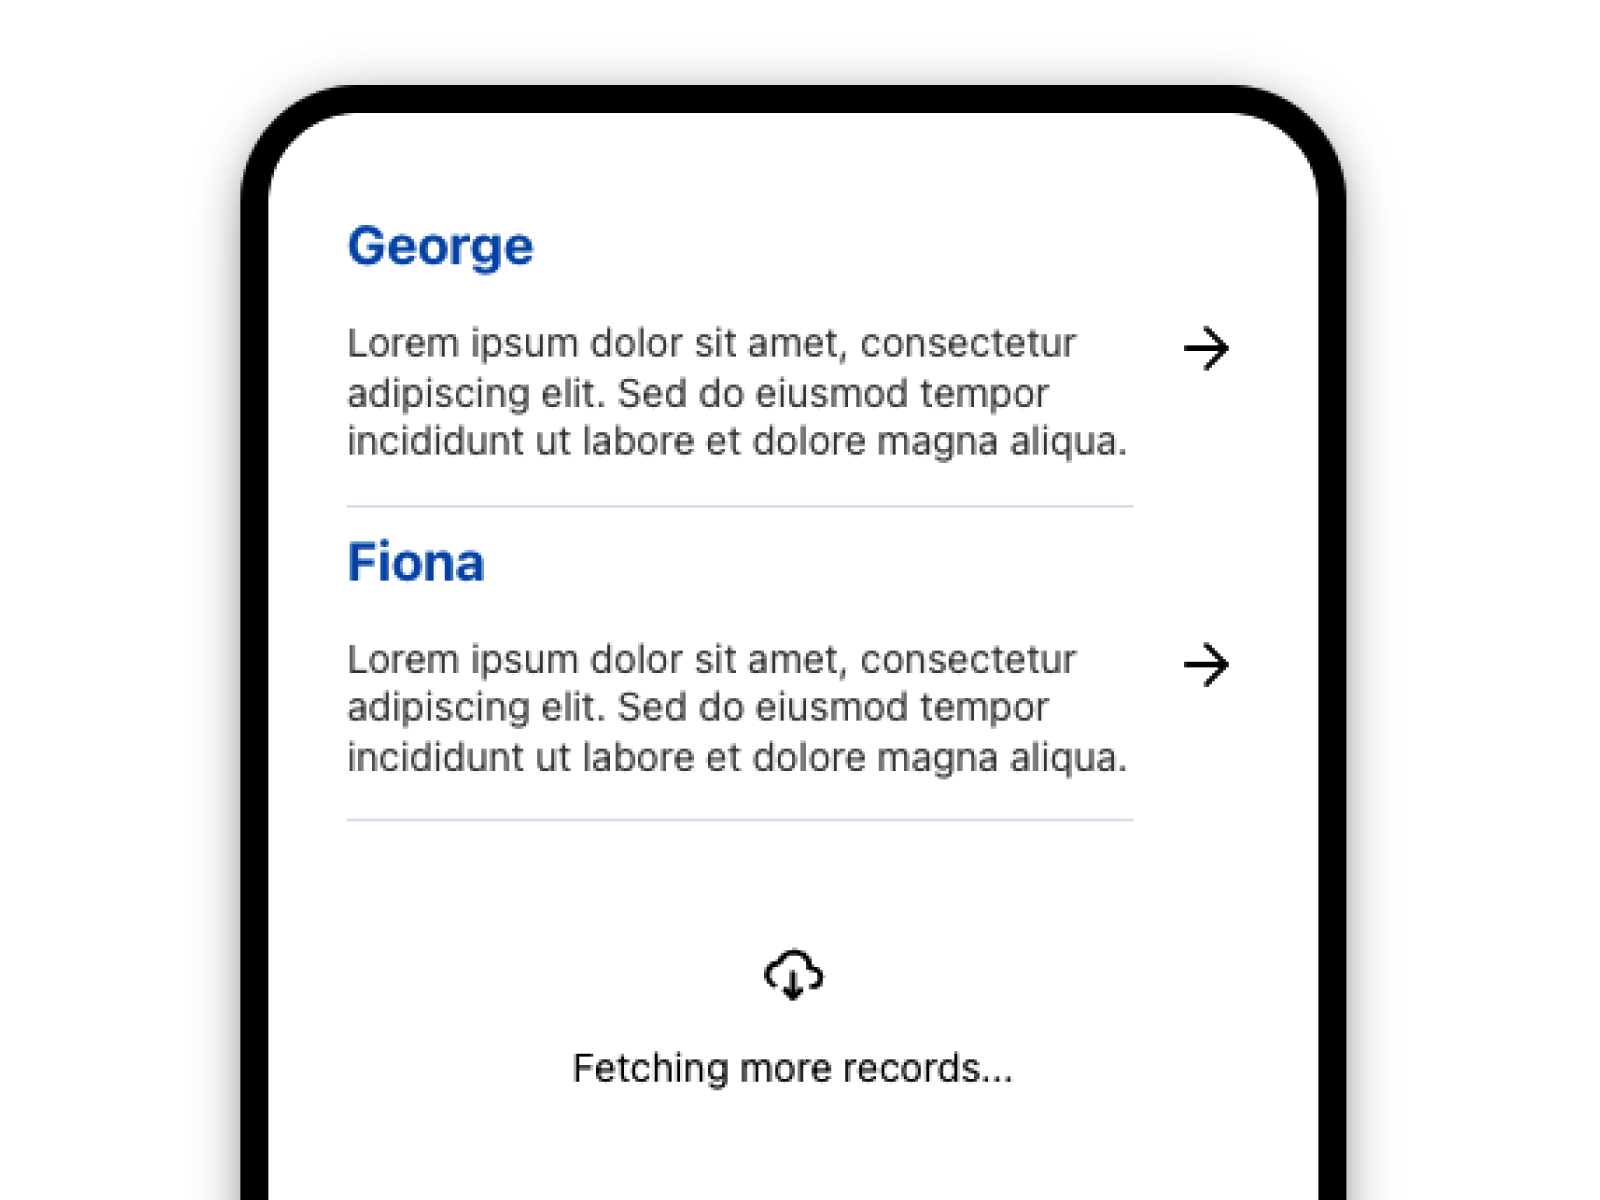 George
Lorem ipsum dolor sit amet, consectetur
adipiscing elit. Sed do eiusmod tempor
incididunt ut labore et dolore magna aliqua.
Fiona
Lorem ipsum dolor sit amet, consectetur
adipiscing elit. Sed do eiusmod tempor
incididunt ut labore et dolore magna aliqua.
Fetching more records...